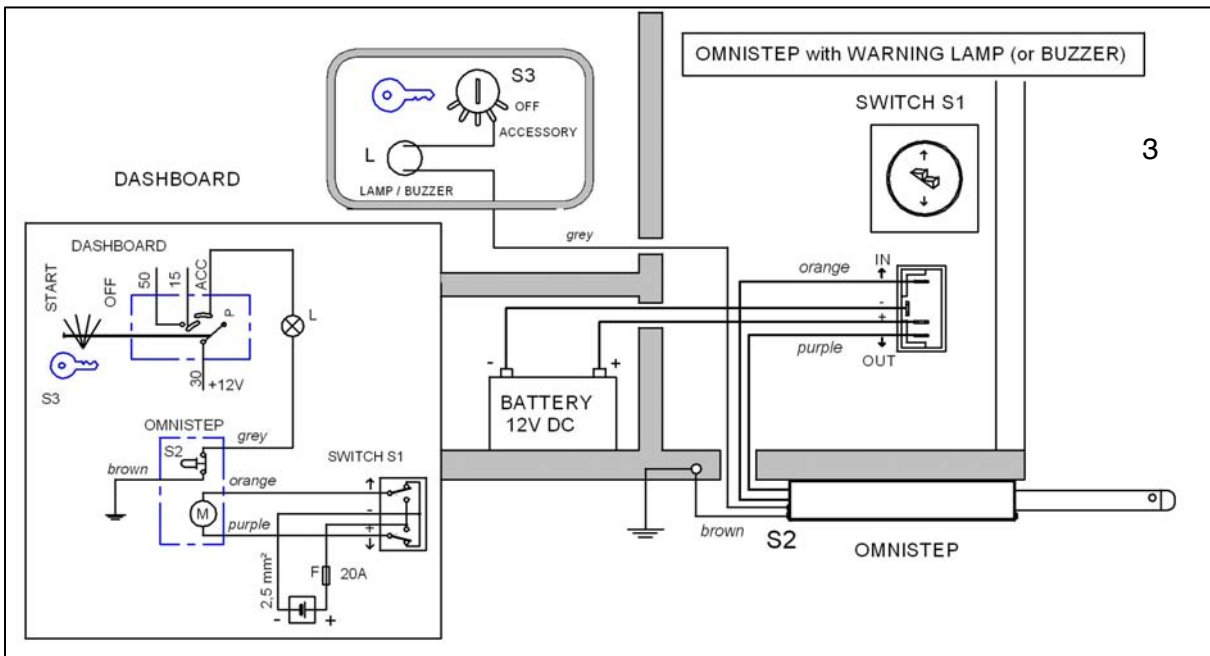 OMNISTEP with WARNING LAMP (or BUZZER)
SWITCH S1
3
S3
OFF
ACCESSORY
L
LAMP / BUZZER
DASHBOARD
grey
DASHBOARD
START
OFF
50
15
ACC
P
L
30
+12V
S3
OMNISTEP
S2
grey
brown
orange
M
purple
SWITCH S1
-
+
2,5 mm²
F
20A
-
+
orange
IN
-
+
purple
OUT
-
+
BATTERY
12V DC
brown
S2
OMNISTEP